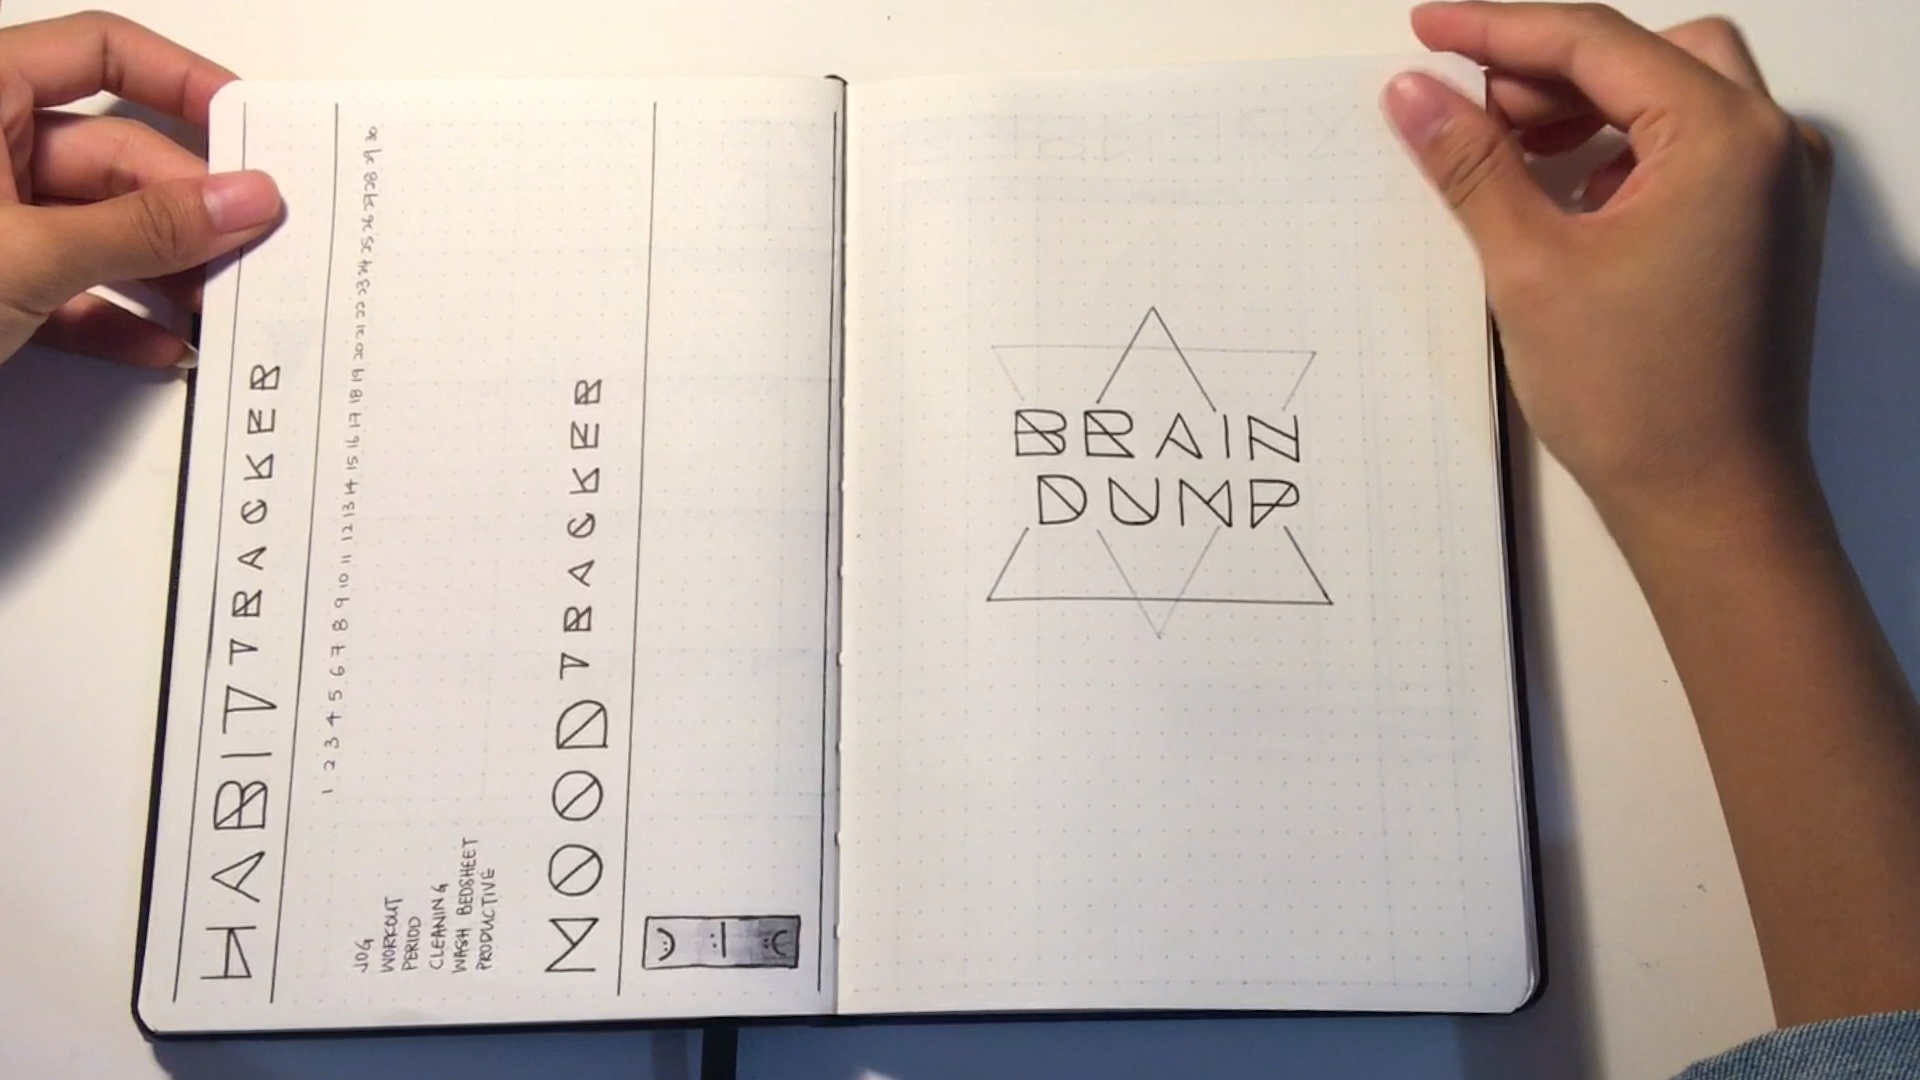 HABIT TRACKER
1 2 3 4 5 6 7 8 9 10 11 12 13 14 15 16 17 18 19 20 21 22 23 24 25 26 27 28 29 30
JOG
WORKOUT
PERIOD
CLEANING
WASH BEDSHEET
PRODUCTIVE
MOOD TRACKER
BRAIN
DUMP